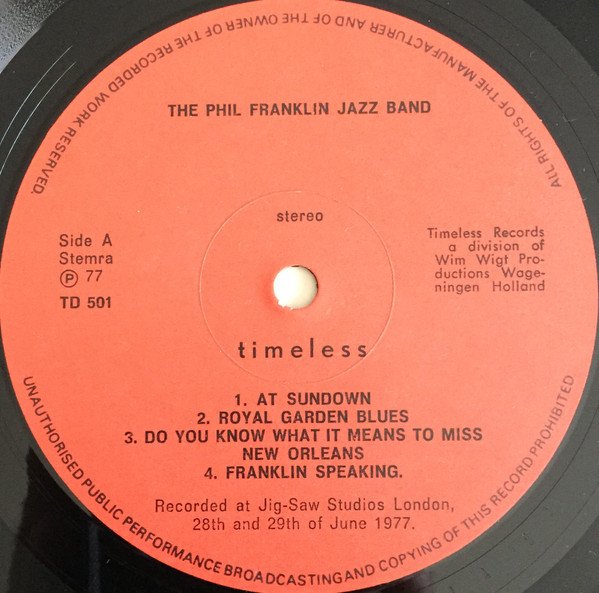 ALL RIGHTS OF THE MANUFACTURER AND OF THE OWNER OF THE RECORDED WORK RESERVED.
THE PHIL FRANKLIN JAZZ BAND
stereo
Side A
Stemra
℗ 77
TD 501
Timeless Records
a division of
Wim Wigt Pro-
ductions Wage-
ningen Holland
timeless
1. AT SUNDOWN
2. ROYAL GARDEN BLUES
3. DO YOU KNOW WHAT IT MEANS TO MISS
NEW ORLEANS
4. FRANKLIN SPEAKING.
Recorded at Jig-Saw Studios London,
28th and 29th of June 1977.
UNAUTHORISED PUBLIC PERFORMANCE BROADCASTING AND COPYING OF THIS RECORD PROHIBITED